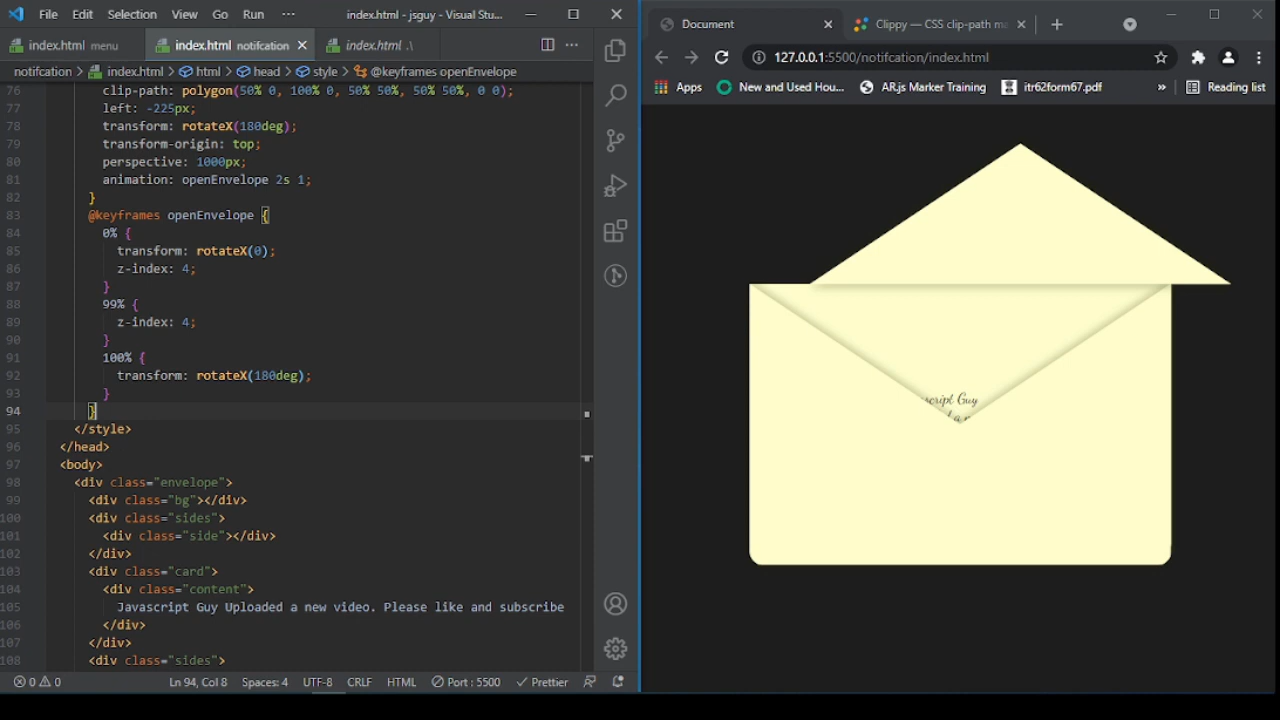 File Edit Selection View Go Run ··· index.html - jsguy - Visual Stu...
index.html menu
index.html notifcation
index.html .\
notifcation > index.html > html > head > style > @keyframes openEnvelope
76 clip-path: polygon(50% 0, 100% 0, 50% 50%, 50% 50%, 0 0);
77 left: -225px;
78 transform: rotateX(180deg);
79 transform-origin: top;
80 perspective: 1000px;
81 animation: openEnvelope 2s 1;
82 }
83 @keyframes openEnvelope {
84 0% {
85 transform: rotateX(0);
86 z-index: 4;
87 }
88 99% {
89 z-index: 4;
90 }
91 100% {
92 transform: rotateX(180deg);
93 }
94 }
95 </style>
96 </head>
97 <body>
98 <div class="envelope">
99 <div class="bg"></div>
100 <div class="sides">
101 <div class="side"></div>
102 </div>
103 <div class="card">
104 <div class="content">
105 Javascript Guy Uploaded a new video. Please like and subscribe
106 </div>
107 </div>
108 <div class="sides">
0 0 Ln 94, Col 8 Spaces: 4 UTF-8 CRLF HTML Port : 5500 Prettier
Document
Clippy — CSS clip-path ma
127.0.0.1:5500/notifcation/index.html
Apps New and Used Hou... AR.js Marker Training itr62form67.pdf » Reading list
script Guy